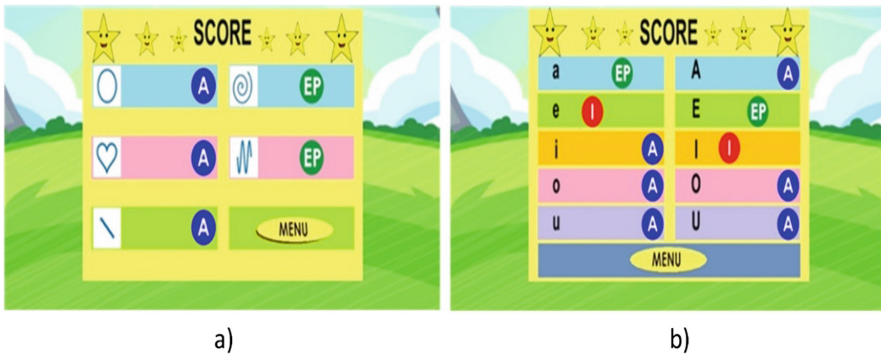 SCORE
A EP
A EP
A MENU
a)
SCORE
a EP A A
e I E EP
i A I I
o A O A
u A U A
MENU
b)